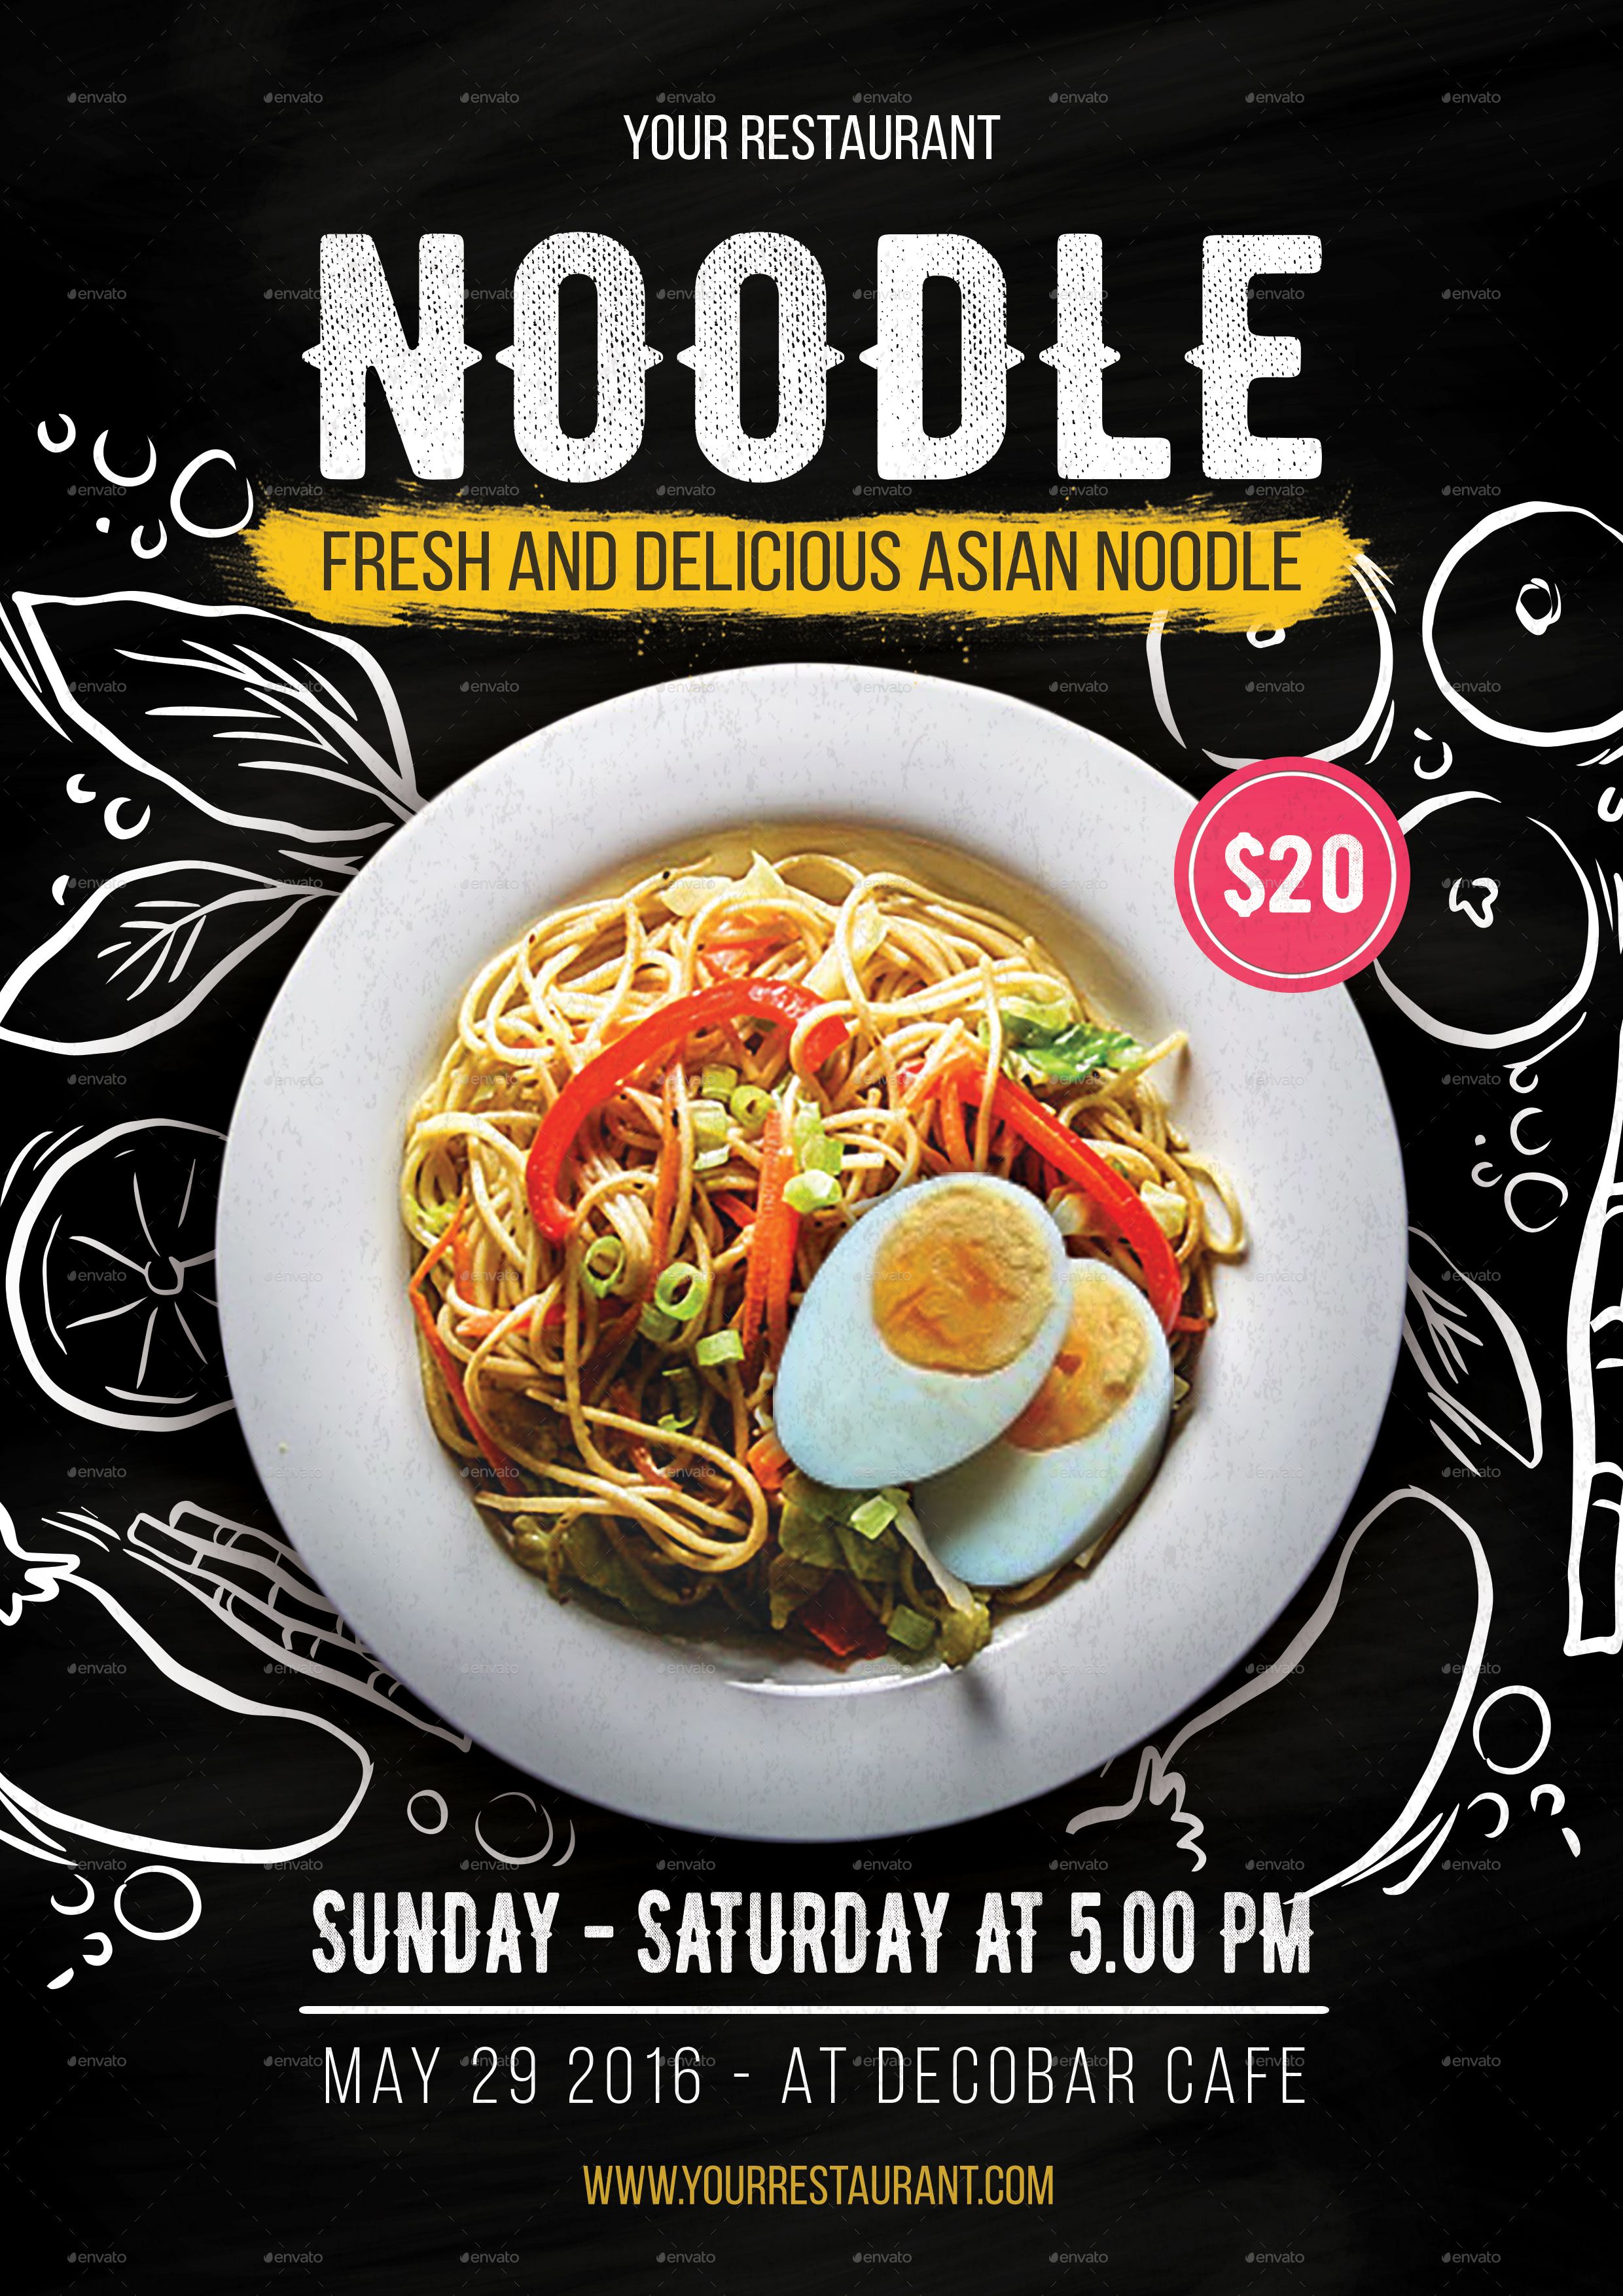 YOUR RESTAURANT
NOODLE
FRESH AND DELICIOUS ASIAN NOODLE
$20
SUNDAY - SATURDAY AT 5.00 PM
MAY 29 2016 - AT DECOBAR CAFE
WWW.YOURRESTAURANT.COM
envato